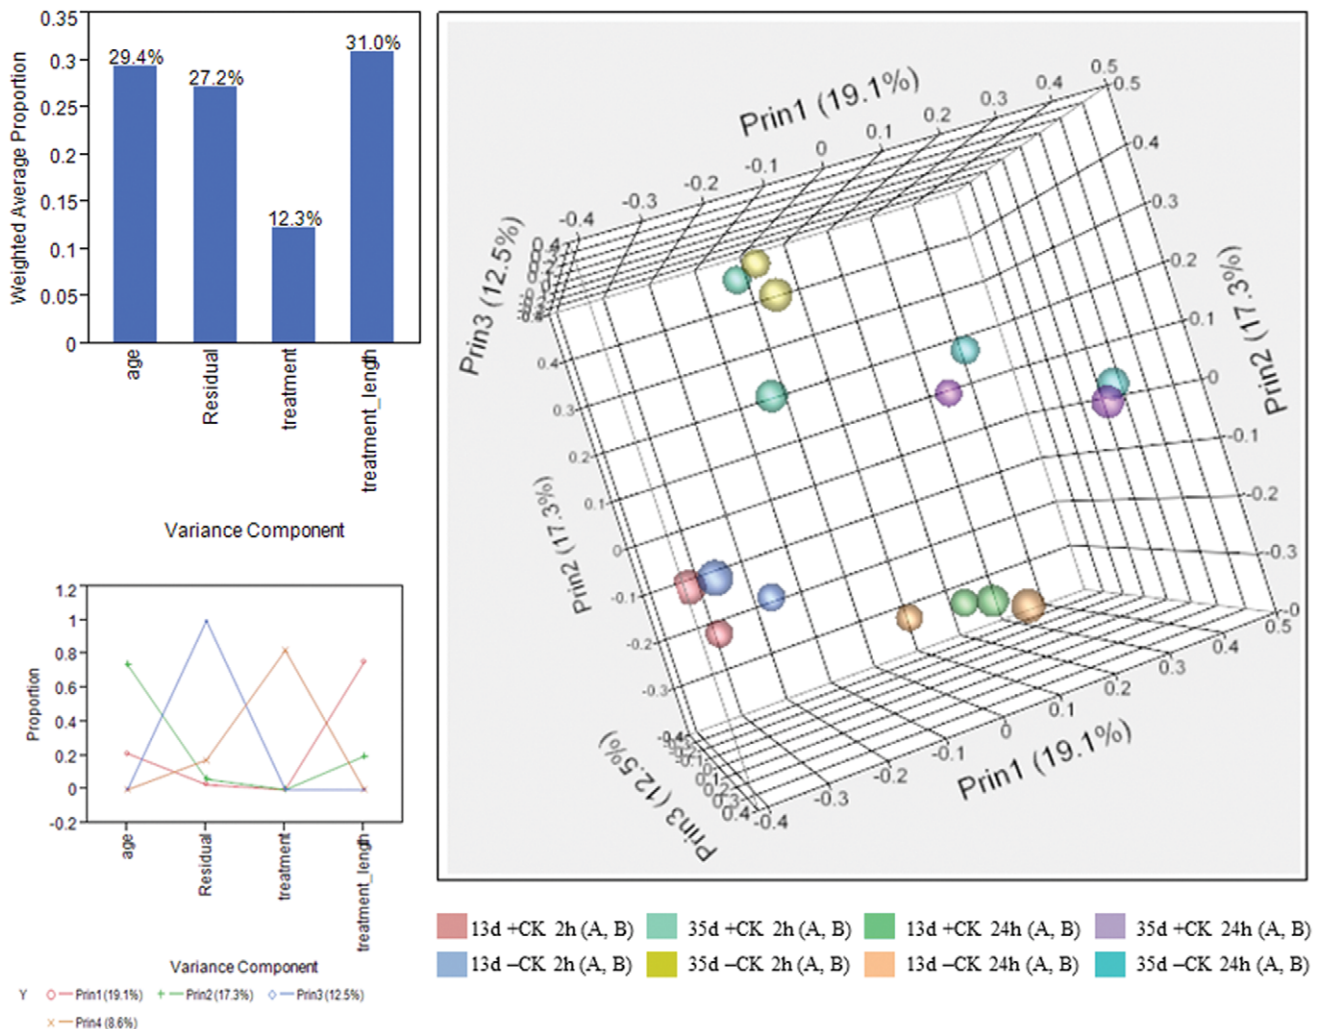 0.35
0.3
0.25
0.2
0.15
0.1
0.05
0
Weighted Average Proportion
29.4%
27.2%
12.3%
31.0%
age
Residual
treatment
treatment_length
Variance Component
1.2
1
0.8
0.6
0.4
0.2
0
-0.2
Proportion
age
Residual
treatment
treatment_length
Variance Component
Y Prin1 (19.1%) Prin2 (17.3%) Prin3 (12.5%)
Prin4 (8.6%)
Prin1 (19.1%)
-0.4 -0.3 -0.2 -0.1 0 0.1 0.2 0.3 0.4 0.5
Prin3 (12.5%)
0.4
0.5
0.4
0.3
0.2
0.1
0
-0.1
-0.2
-0.3
-0
Prin2 (17.3%)
0.4
0.3
0.2
0.1
0
-0.1
-0.2
-0.3
-0.4
Prin2 (17.3%)
Prin3 (12.5%)
0.4
-0.4 -0.3 -0.2 -0.1 0 0.1 0.2 0.3 0.4 0.5
Prin1 (19.1%)
13d +CK 2h (A, B) 35d +CK 2h (A, B) 13d +CK 24h (A, B) 35d +CK 24h (A, B)
13d –CK 2h (A, B) 35d –CK 2h (A, B) 13d –CK 24h (A, B) 35d –CK 24h (A, B)